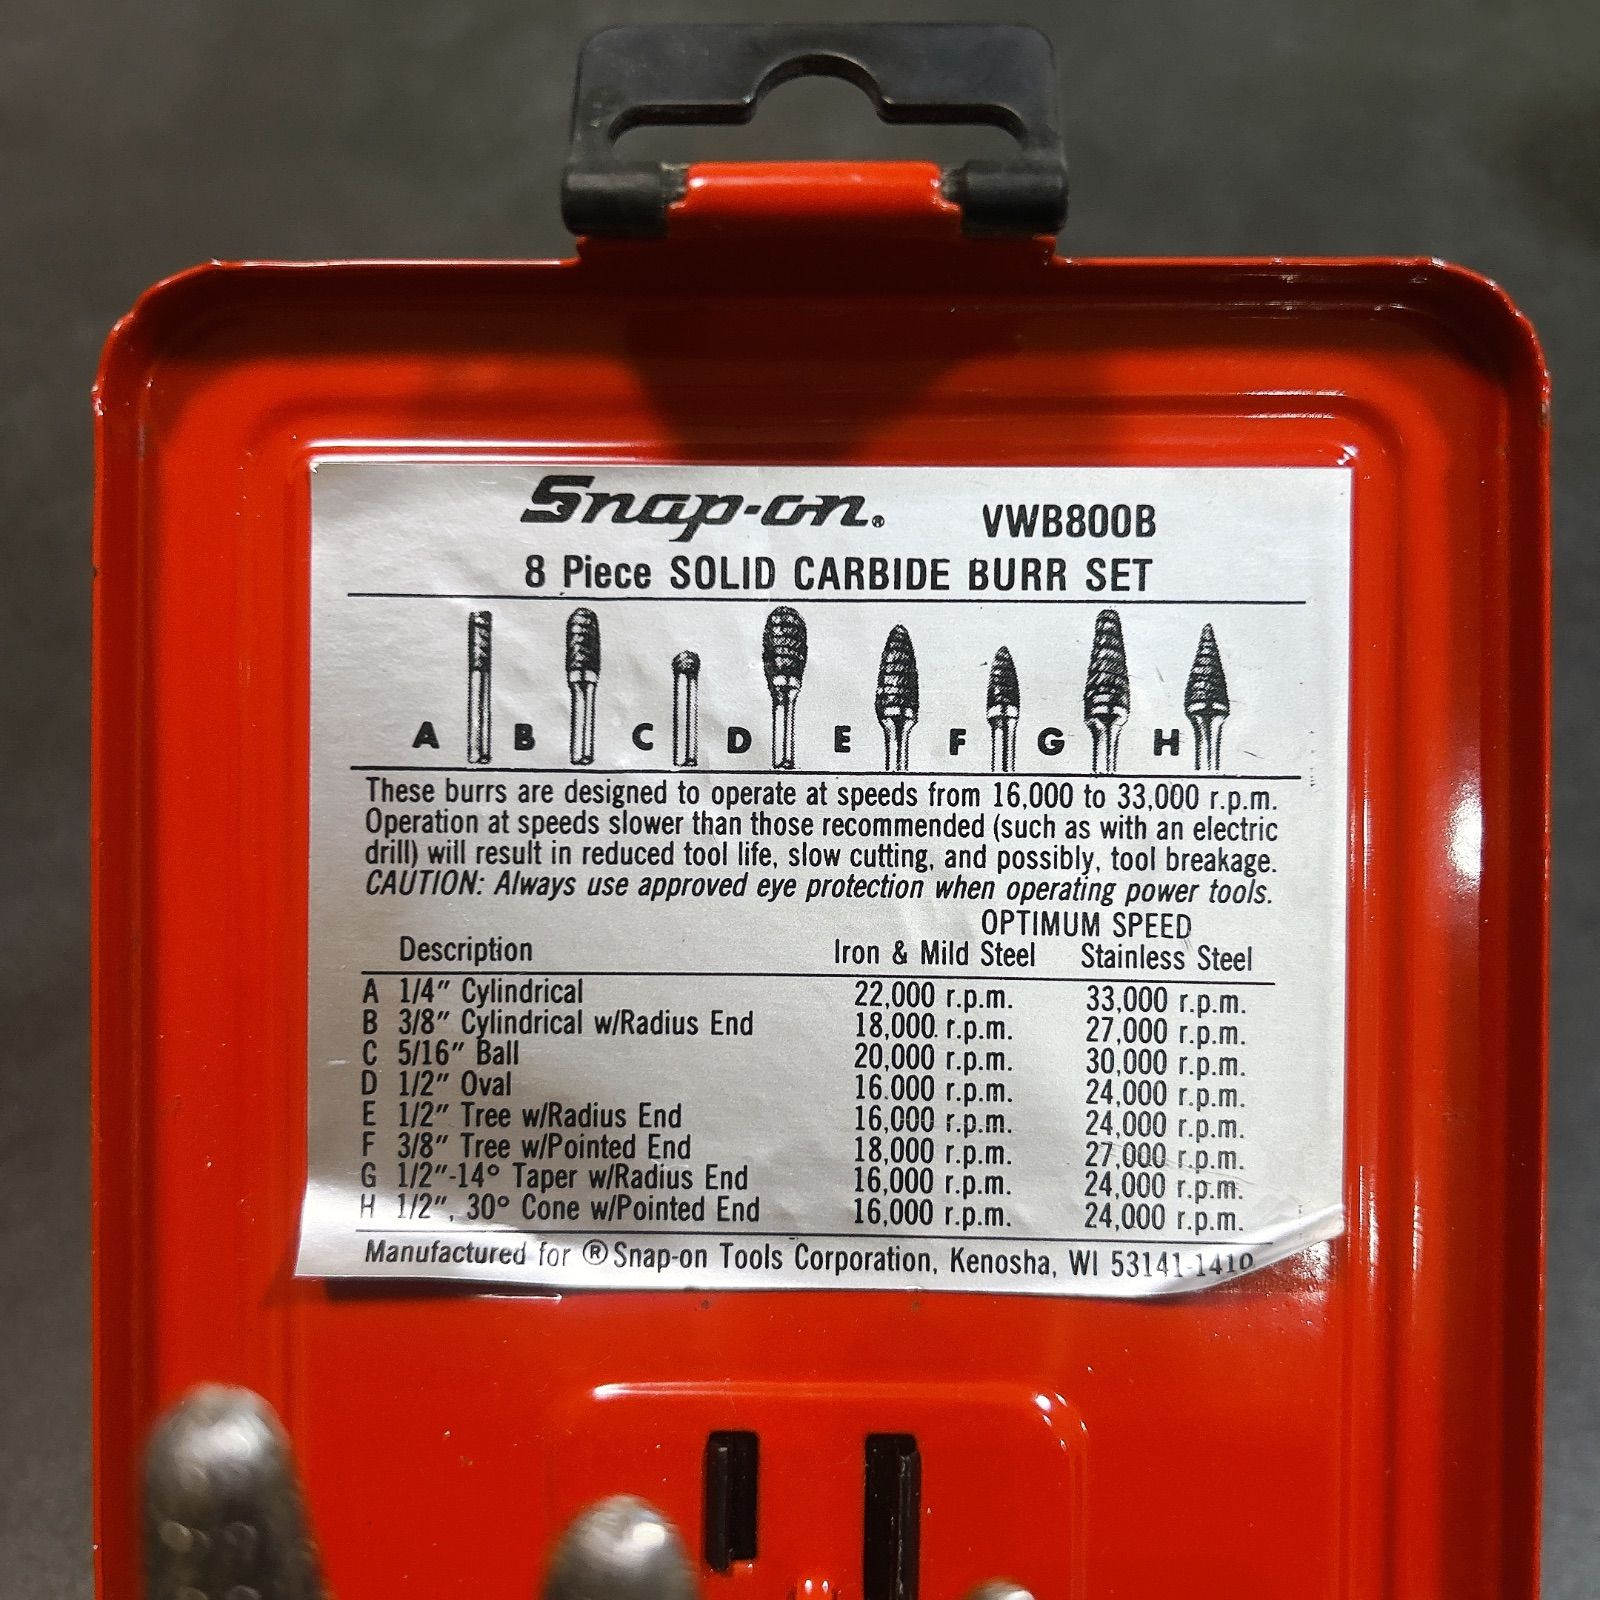 Snap-on® VWB800B
8 Piece SOLID CARBIDE BURR SET
A B C D E F G H
These burrs are designed to operate at speeds from 16,000 to 33,000 r.p.m.
Operation at speeds slower than those recommended (such as with an electric
drill) will result in reduced tool life, slow cutting, and possibly, tool breakage.
CAUTION: Always use approved eye protection when operating power tools.
OPTIMUM SPEED
Description Iron & Mild Steel Stainless Steel
A 1/4" Cylindrical 22,000 r.p.m. 33,000 r.p.m.
B 3/8" Cylindrical w/Radius End 18,000 r.p.m. 27,000 r.p.m.
C 5/16" Ball 20,000 r.p.m. 30,000 r.p.m.
D 1/2" Oval 16.000 r.p.m. 24,000 r.p.m.
E 1/2" Tree w/Radius End 16,000 r.p.m. 24,000 r.p.m.
F 3/8" Tree w/Pointed End 18,000 r.p.m. 27,000 r.p.m.
G 1/2"-14° Taper w/Radius End 16,000 r.p.m. 24,000 r.p.m.
H 1/2", 30° Cone w/Pointed End 16,000 r.p.m. 24,000 r.p.m.
Manufactured for ® Snap-on Tools Corporation, Kenosha, WI 53141-1410